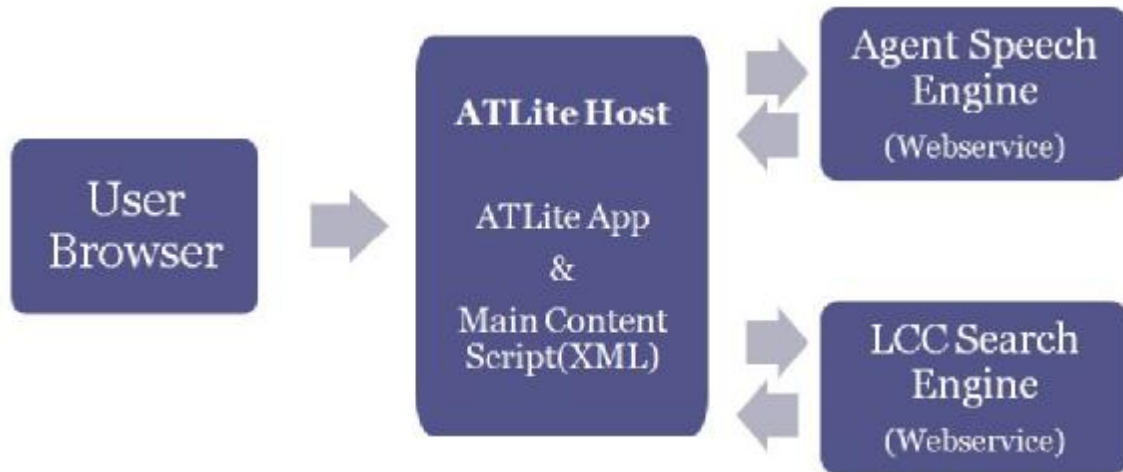 User
Browser
ATLite Host
ATLite App
&
Main Content
Script(XML)
Agent Speech
Engine
(Webservice)
LCC Search
Engine
(Webservice)